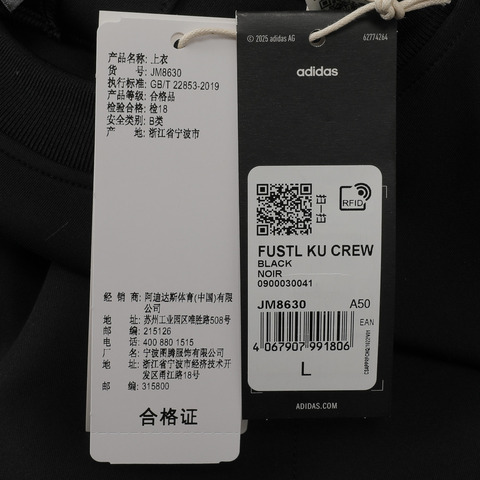 产品名称: 上衣
货 号: JM8630
执行标准: GB/T 22853-2019
产品等级: 合格品
检验合格: 检18
安全类别: B类
产 地: 浙江省宁波市
经 销 商: 阿迪达斯体育(中国)有限公司
地 址: 苏州工业园区唯胜路508号
邮 编: 215126
电 话: 400 880 1515
厂 名: 宁波图腾服饰有限公司
厂 址: 浙江省宁波市经济技术开发区甬江路18号
邮 编: 315800
合格证
© 2025 adidas AG 62774264
adidas
RFID
FUSTL KU CREW
BLACK
NOIR
0900030041
JM8630 A50
EAN
4 067907 991806
L
ADIDAS.COM